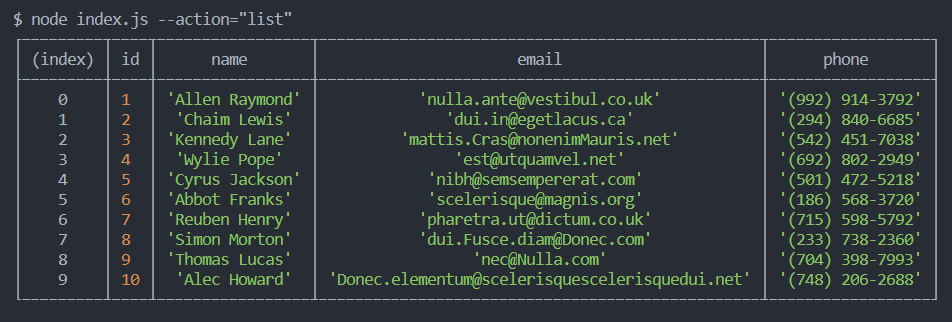 $ node index.js --action="list"
(index) id name email phone
0 1 'Allen Raymond' 'nulla.ante@vestibul.co.uk' '(992) 914-3792'
1 2 'Chaim Lewis' 'dui.in@egetlacus.ca' '(294) 840-6685'
2 3 'Kennedy Lane' 'mattis.Cras@nonenimMauris.net' '(542) 451-7038'
3 4 'Wylie Pope' 'est@utquamvel.net' '(692) 802-2949'
4 5 'Cyrus Jackson' 'nibh@semsempererat.com' '(501) 472-5218'
5 6 'Abbot Franks' 'scelerisque@magnis.org' '(186) 568-3720'
6 7 'Reuben Henry' 'pharetra.ut@dictum.co.uk' '(715) 598-5792'
7 8 'Simon Morton' 'dui.Fusce.diam@Donec.com' '(233) 738-2360'
8 9 'Thomas Lucas' 'nec@Nulla.com' '(704) 398-7993'
9 10 'Alec Howard' 'Donec.elementum@scelerisquescelerisquedui.net' '(748) 206-2688'